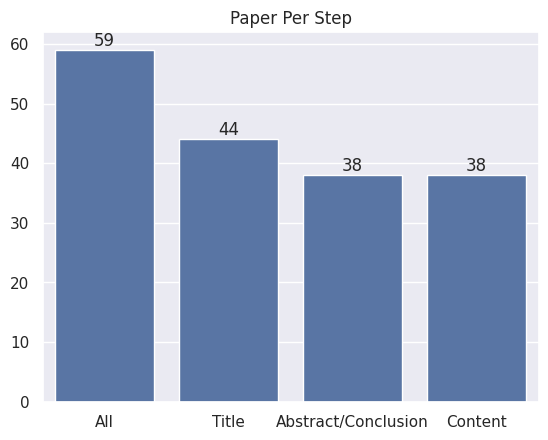 Paper Per Step
60
50
40
30
20
10
0
59
44
38
38
All
Title
Abstract/Conclusion
Content